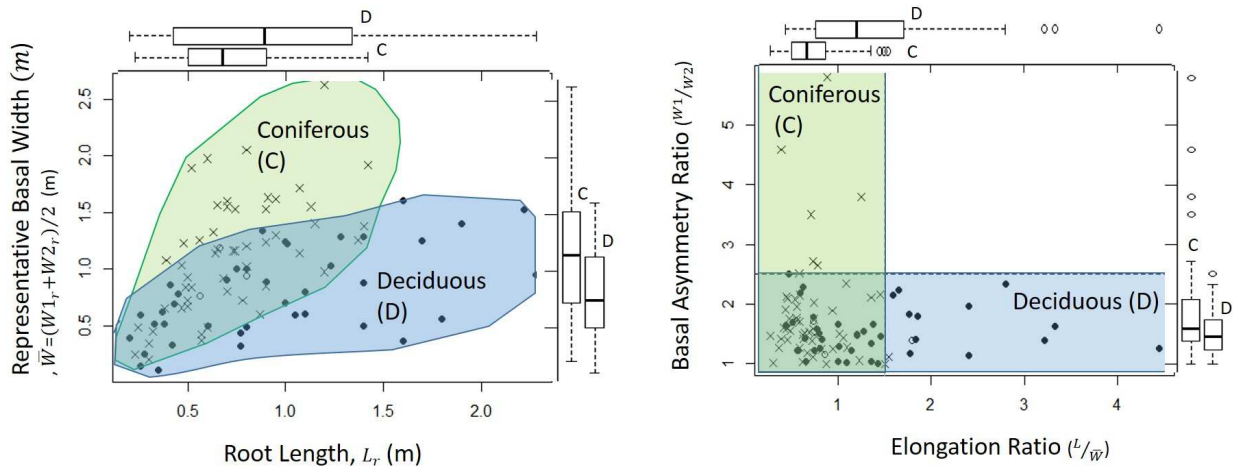 D
C
Representative Basal Width (m)
, W̅=(W1ᵣ+W2ᵣ)/2 (m)
2.5
2.0
1.5
1.0
0.5
Coniferous
(C)
Deciduous
(D)
C
D
0.5 1.0 1.5 2.0
Root Length, Lᵣ (m)
D
C
Basal Asymmetry Ratio (W1/W2)
5
4
3
2
1
Coniferous
(C)
Deciduous (D)
C
D
1 2 3 4
Elongation Ratio (L/W̅)